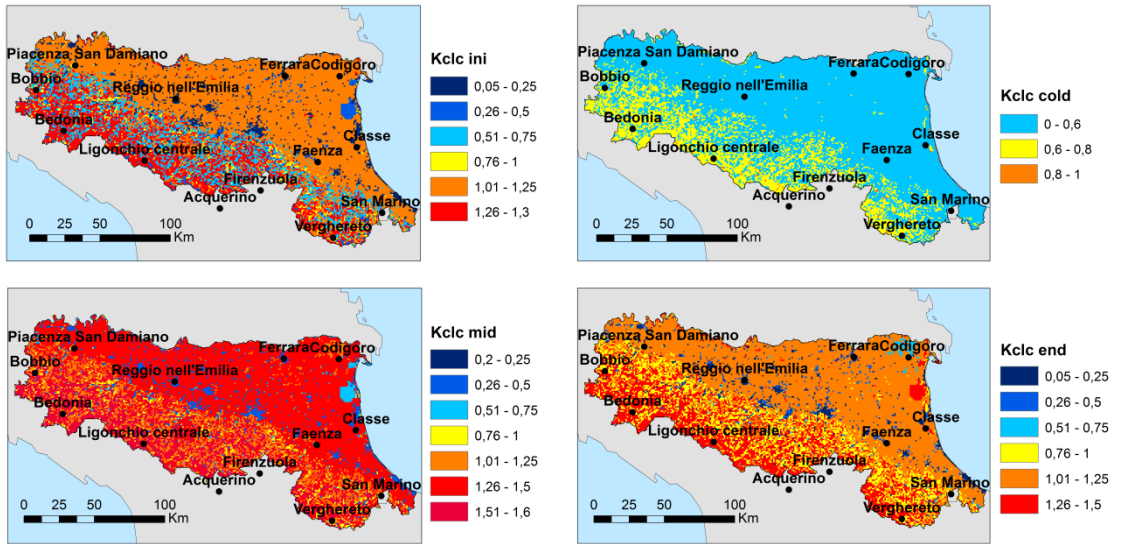 Kclc ini
0,05 - 0,25
0,26 - 0,5
0,51 - 0,75
0,76 - 1
1,01 - 1,25
1,26 - 1,3
Piacenza San Damiano
Bobbio
FerraraCodigoro
Reggio nell'Emilia
Bedonia
Classe
Ligonchio centrale
Faenza
Firenzuola
Acquerino
San Marino
Verghereto
0 25 50 100
Km
Kclc cold
0 - 0,6
0,6 - 0,8
0,8 - 1
Piacenza San Damiano
Bobbio
FerraraCodigoro
Reggio nell'Emilia
Bedonia
Classe
Ligonchio centrale
Faenza
Firenzuola
Acquerino
San Marino
Verghereto
0 25 50 100
Km
Kclc mid
0,2 - 0,25
0,26 - 0,5
0,51 - 0,75
0,76 - 1
1,01 - 1,25
1,26 - 1,5
1,51 - 1,6
Piacenza San Damiano
Bobbio
FerraraCodigoro
Reggio nell'Emilia
Bedonia
Classe
Ligonchio centrale
Faenza
Firenzuola
Acquerino
San Marino
Verghereto
0 25 50 100
Km
Kclc end
0,05 - 0,25
0,26 - 0,5
0,51 - 0,75
0,76 - 1
1,01 - 1,25
1,26 - 1,5
Piacenza San Damiano
Bobbio
FerraraCodigoro
Reggio nell'Emilia
Bedonia
Classe
Ligonchio centrale
Faenza
Firenzuola
Acquerino
San Marino
Verghereto
0 25 50 100
Km